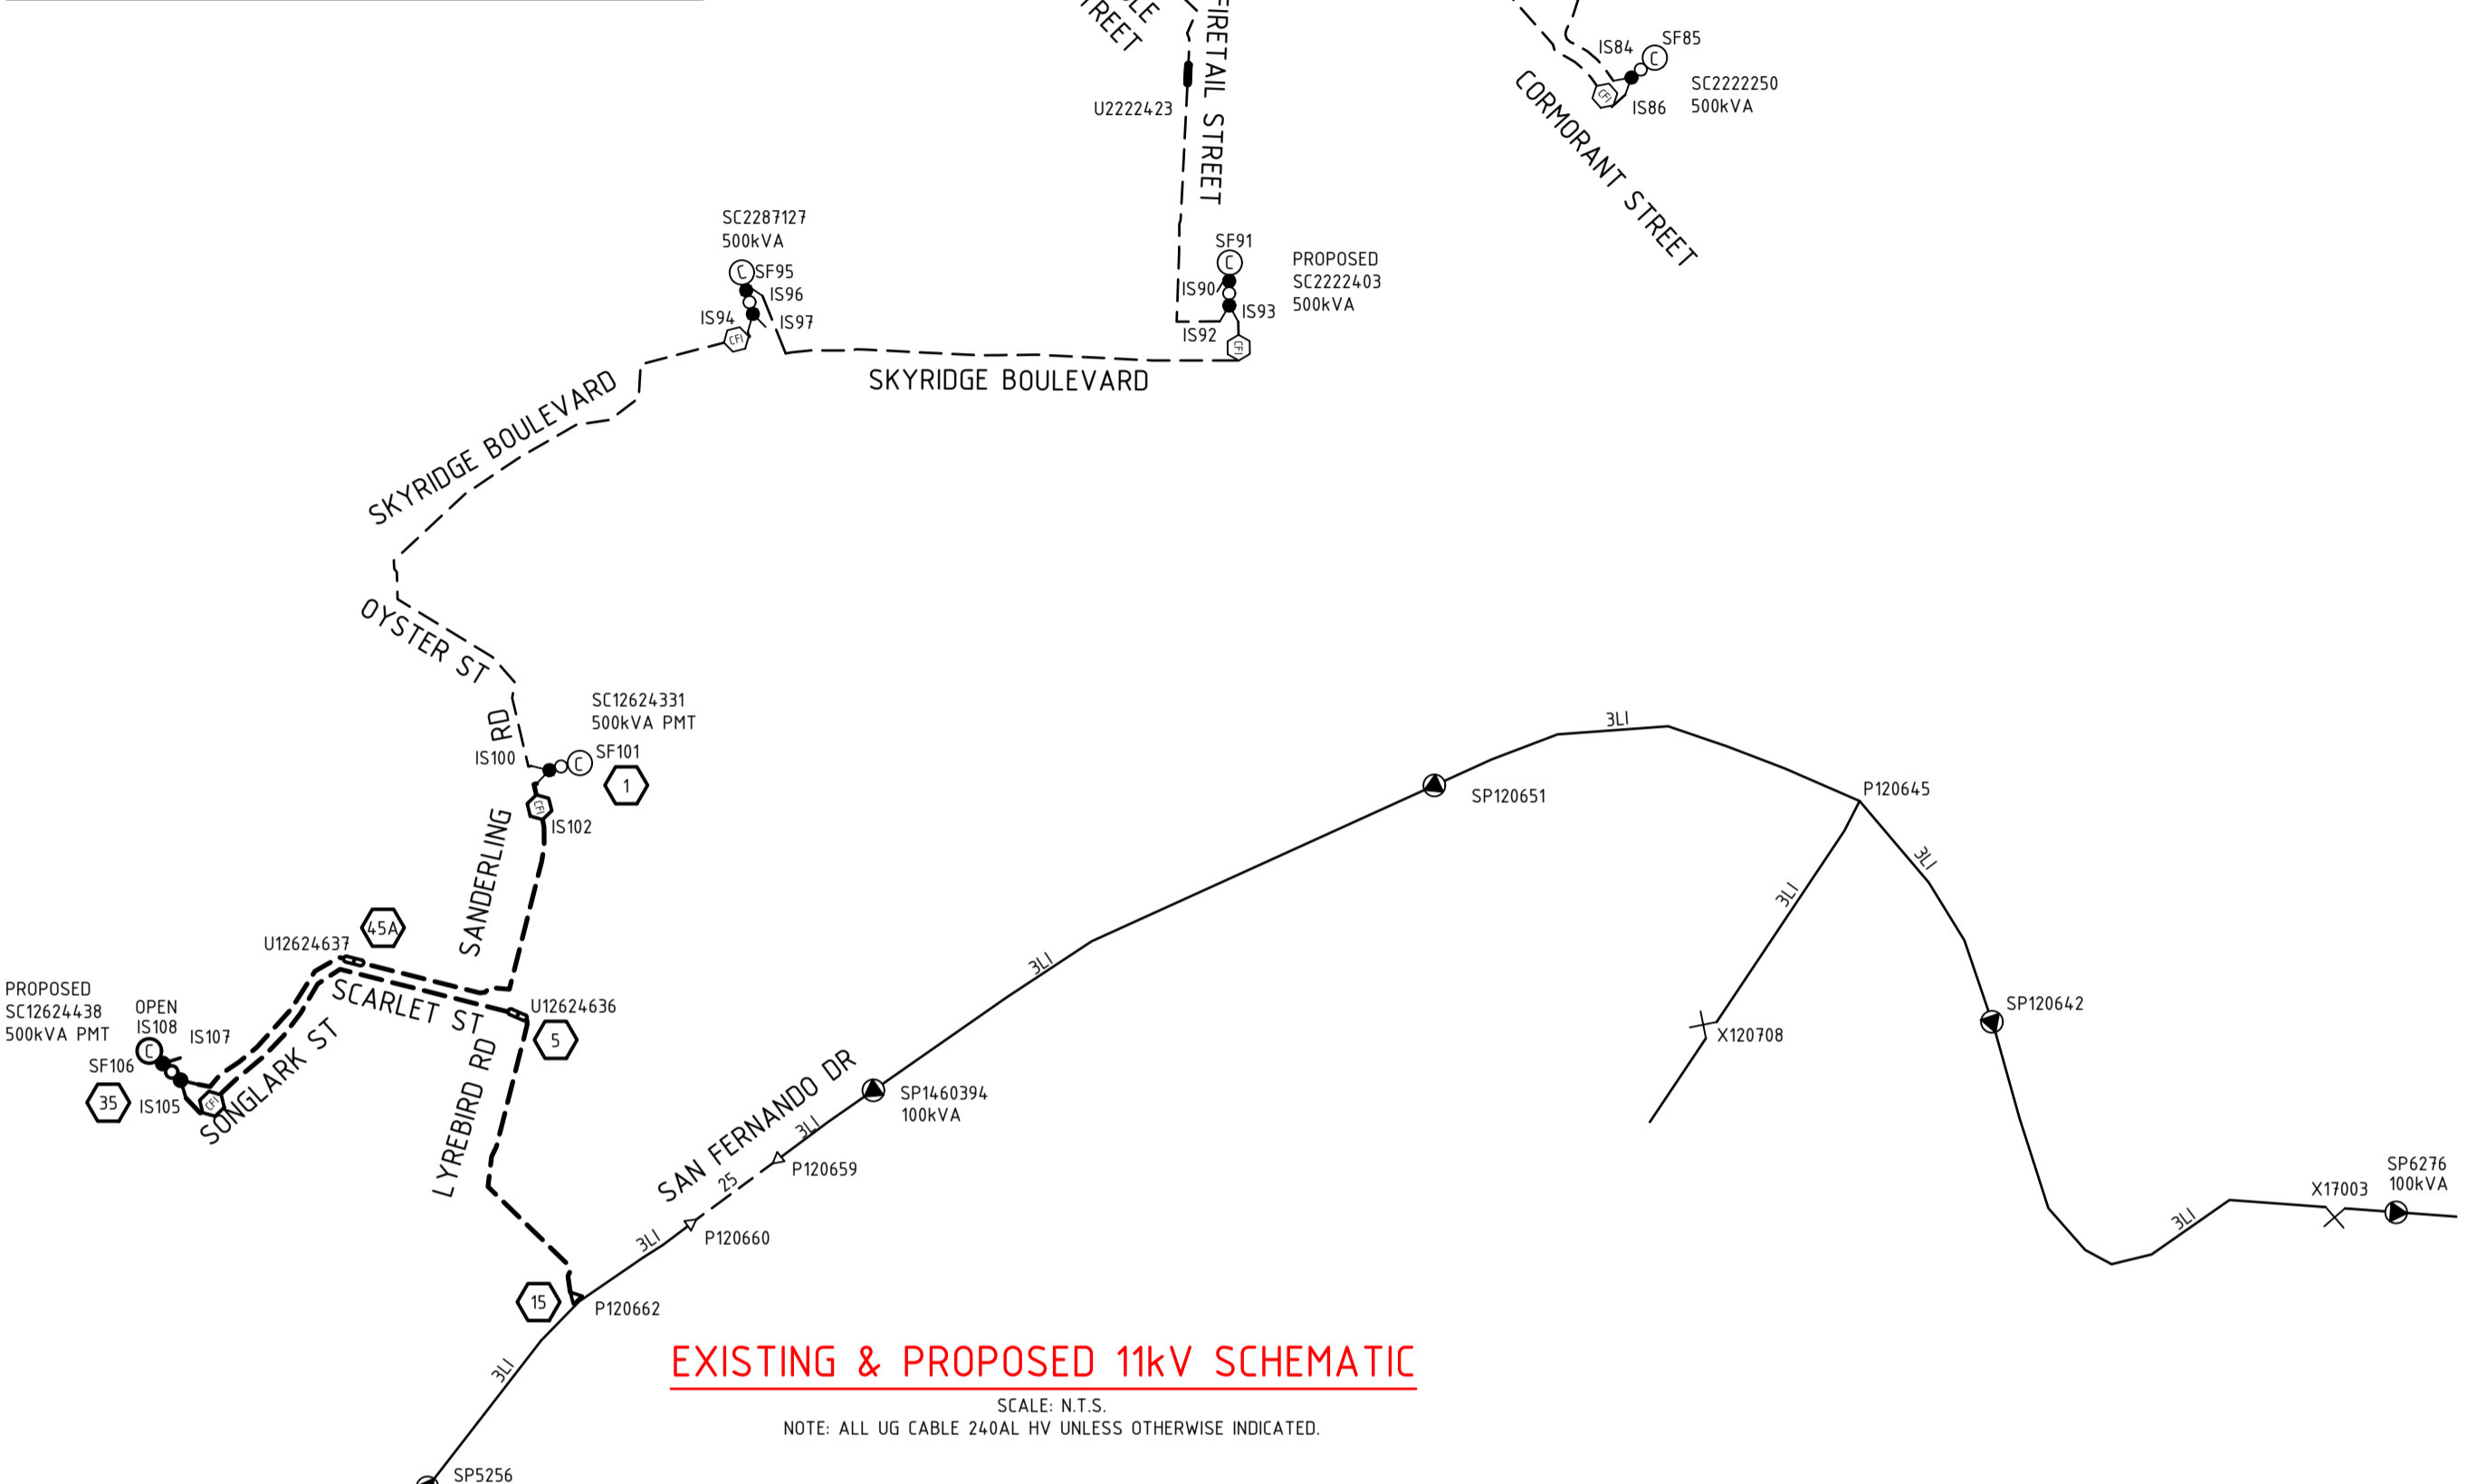 FIRETAIL STREET
U2222423
IS84
SF85
C
SC2222250
500kVA
CFI
IS86
CORMORANT STREET
SC2287127
500kVA
C
SF95
IS96
IS94
IS97
CFI
SF91
C
PROPOSED
SC2222403
500kVA
IS90
IS93
IS92
CFI
SKYRIDGE BOULEVARD
SKYRIDGE BOULEVARD
OYSTER ST
SC12624331
500kVA PMT
SANDERLING RD
IS100
SF101
C
1
CFI
IS102
3LI
SP120651
P120645
3LI
3LI
45A
U12624637
3LI
PROPOSED
SC12624438
500kVA PMT
OPEN
IS108
IS107
C
SF106
35
IS105
CFI
SCARLET ST
SONGLARK ST
U12624636
5
LYREBIRD RD
SP120642
X120708
SAN FERNANDO DR
SP1460394
100kVA
3LI
P120659
25
P120660
3LI
SP6276
100kVA
X17003
3LI
15
P120662
3LI
EXISTING & PROPOSED 11kV SCHEMATIC
SCALE: N.T.S.
NOTE: ALL UG CABLE 240AL HV UNLESS OTHERWISE INDICATED.
SP5256